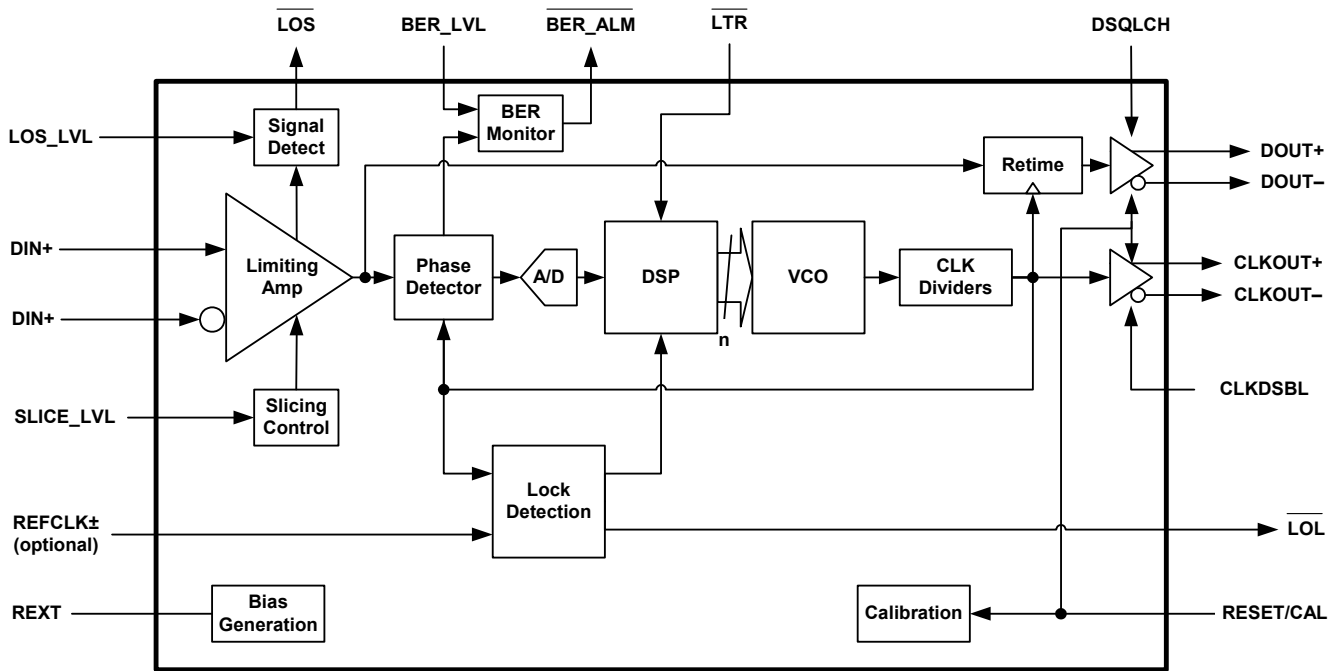 LOS
BER_LVL
BER_ALM
LTR
DSQLCH
LOS_LVL
Signal
Detect
BER
Monitor
Retime
DOUT+
DOUT–
DIN+
Limiting
Amp
Phase
Detector
A/D
DSP
n
VCO
CLK
Dividers
CLKOUT+
CLKOUT–
DIN+
SLICE_LVL
Slicing
Control
CLKDSBL
Lock
Detection
REFCLK±
(optional)
LOL
REXT
Bias
Generation
Calibration
RESET/CAL